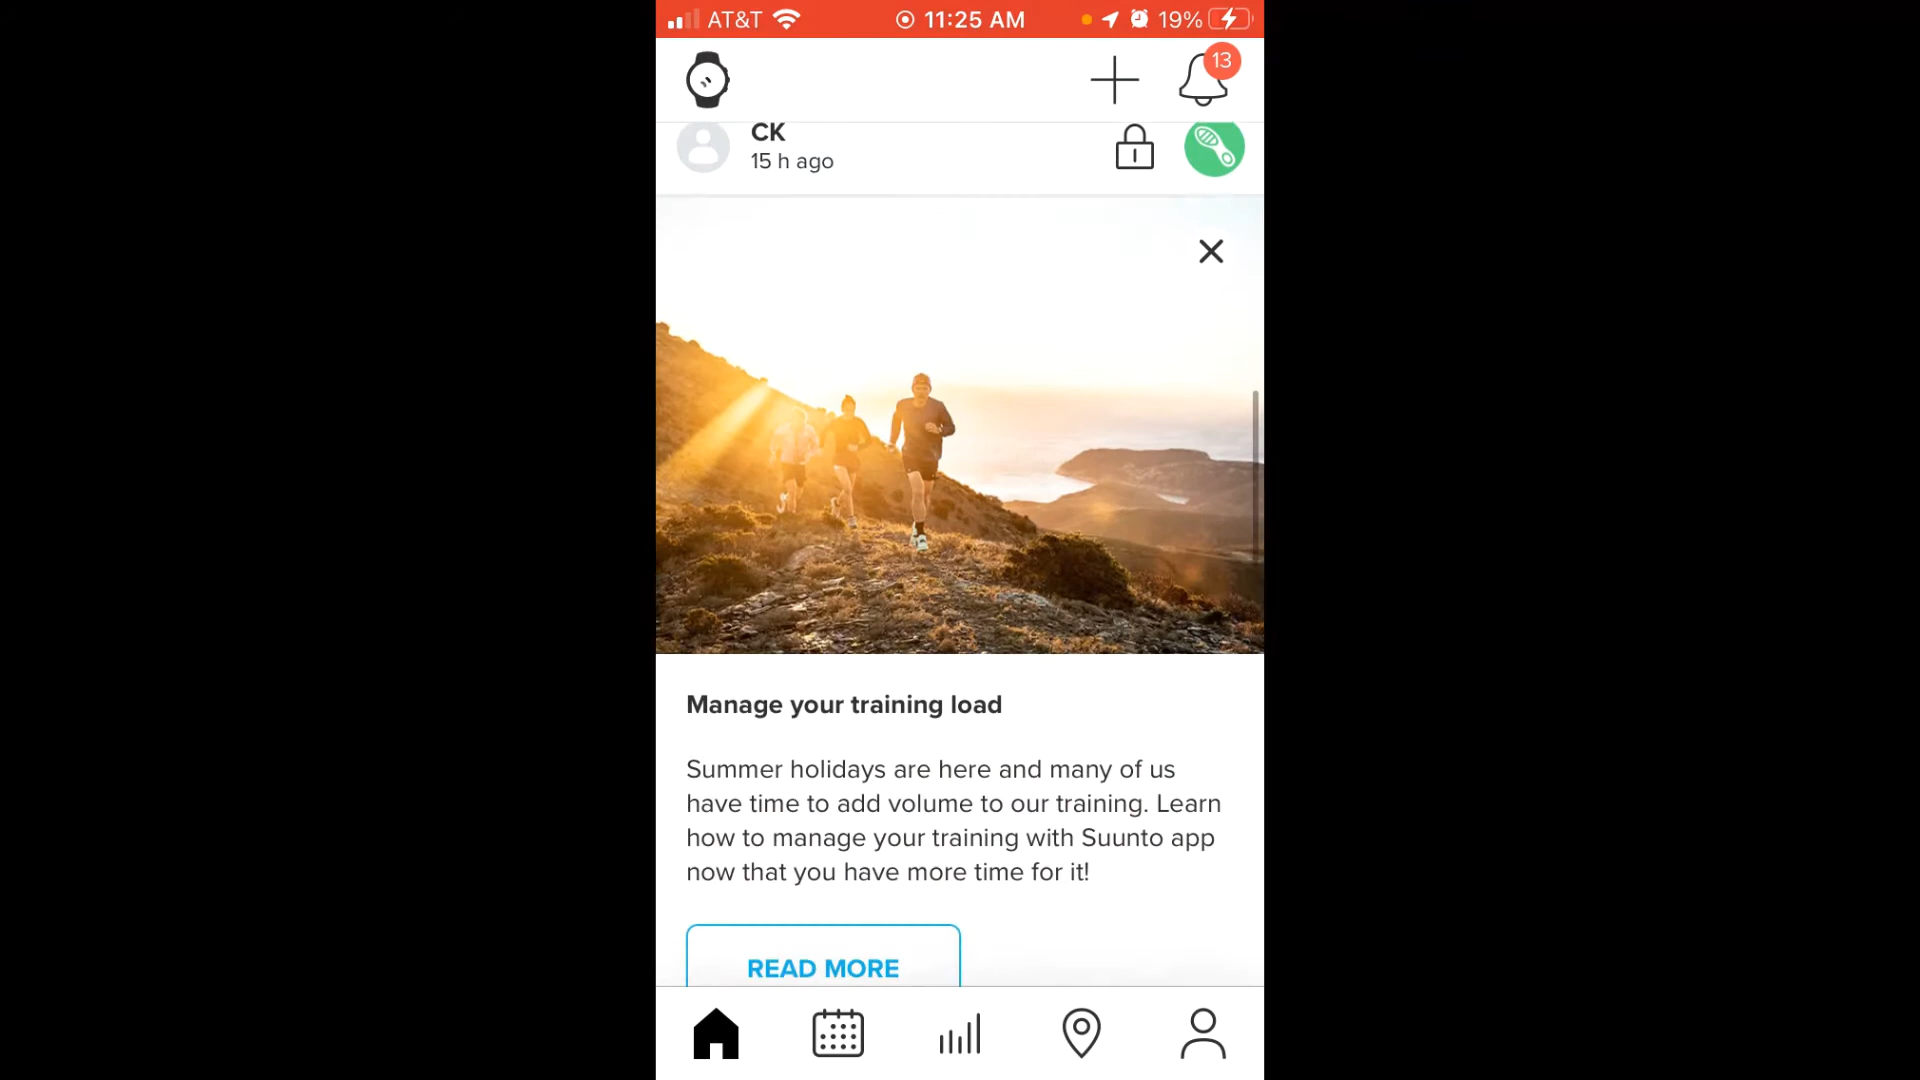 AT&T 11:25 AM 19%
13
CK
15 h ago
Manage your training load
Summer holidays are here and many of us
have time to add volume to our training. Learn
how to manage your training with Suunto app
now that you have more time for it!
READ MORE